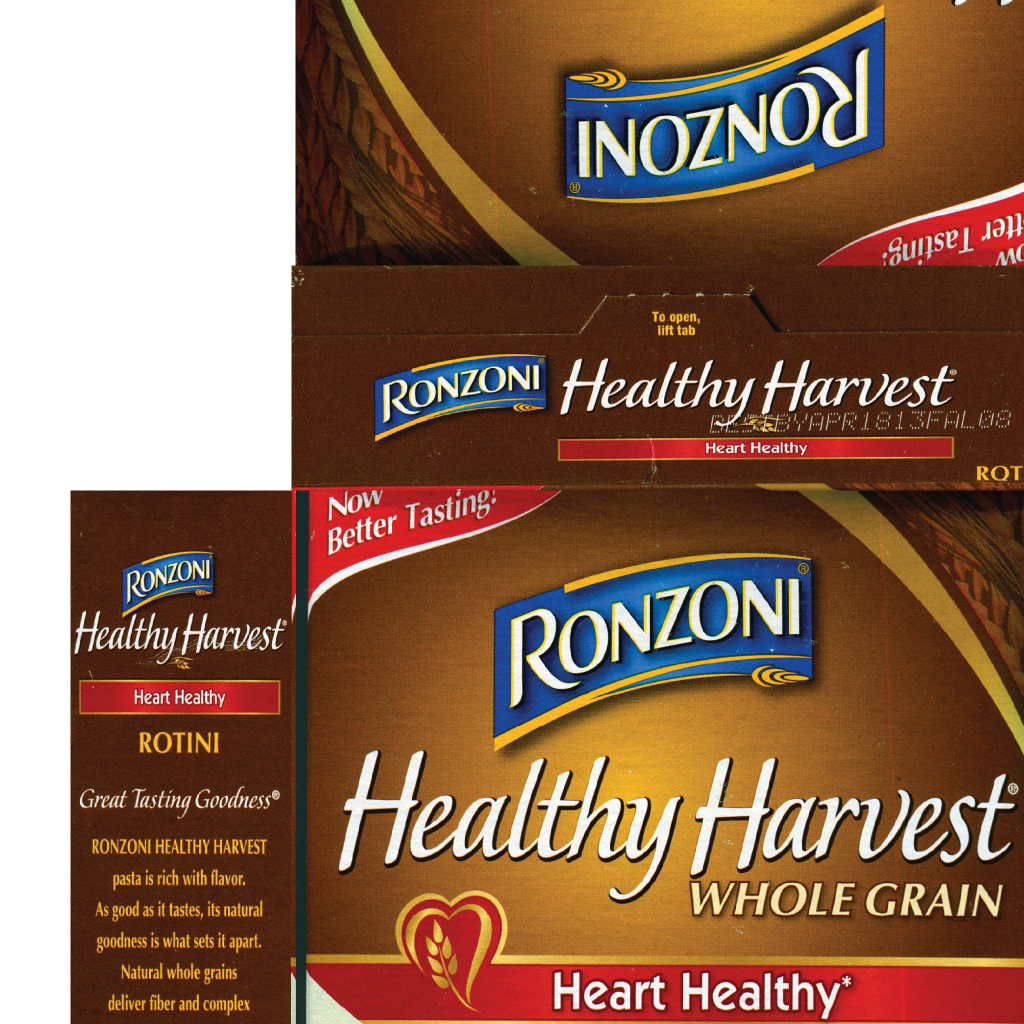 RONZONI®
Now
Better Tasting!
To open,
lift tab
RONZONI®
Healthy Harvest®
BEST BY APR1813FAL08
Heart Healthy
ROT
Now
Better Tasting!
RONZONI®
Healthy Harvest®
WHOLE GRAIN
Heart Healthy*
RONZONI
Healthy Harvest®
Heart Healthy
ROTINI
Great Tasting Goodness®
RONZONI HEALTHY HARVEST
pasta is rich with flavor.
As good as it tastes, its natural
goodness is what sets it apart.
Natural whole grains
deliver fiber and complex